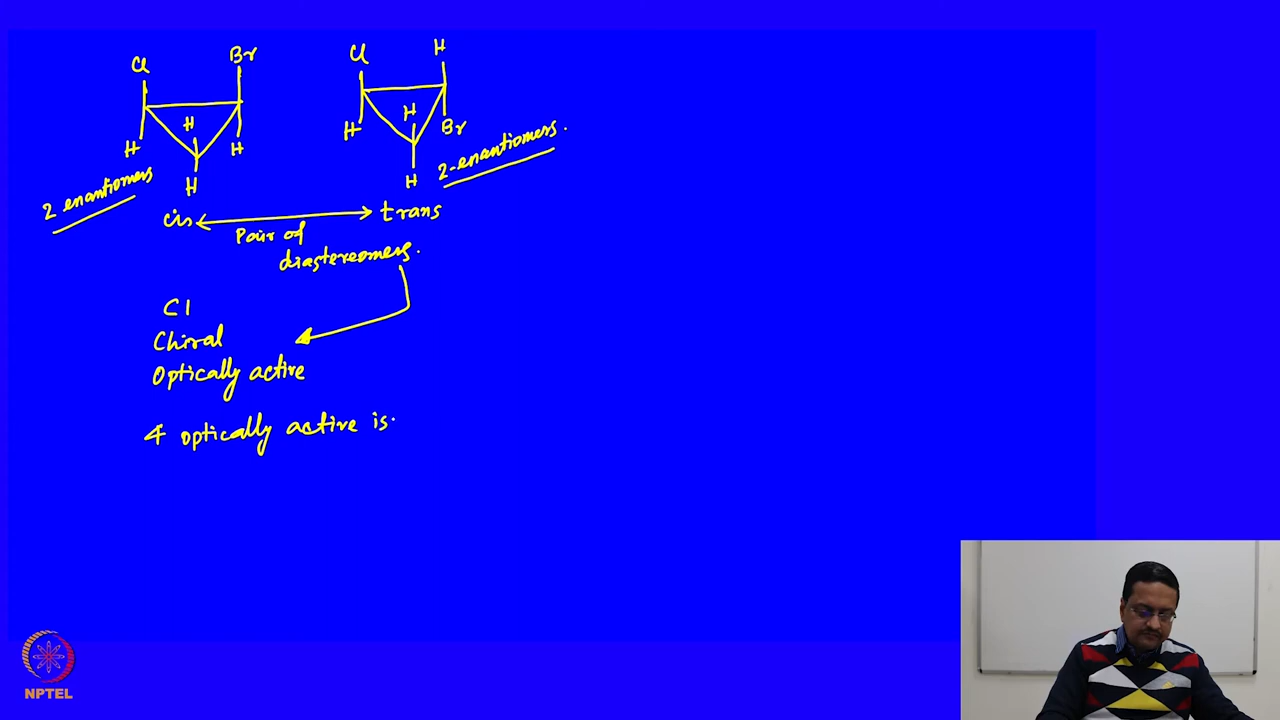 Cl Br Cl H
H H H H H Br
H H
2 enantiomers 2-enantiomers.
cis trans
Pair of
diastereomers.
C1
Chiral
Optically active
4 optically active is.
NPTEL